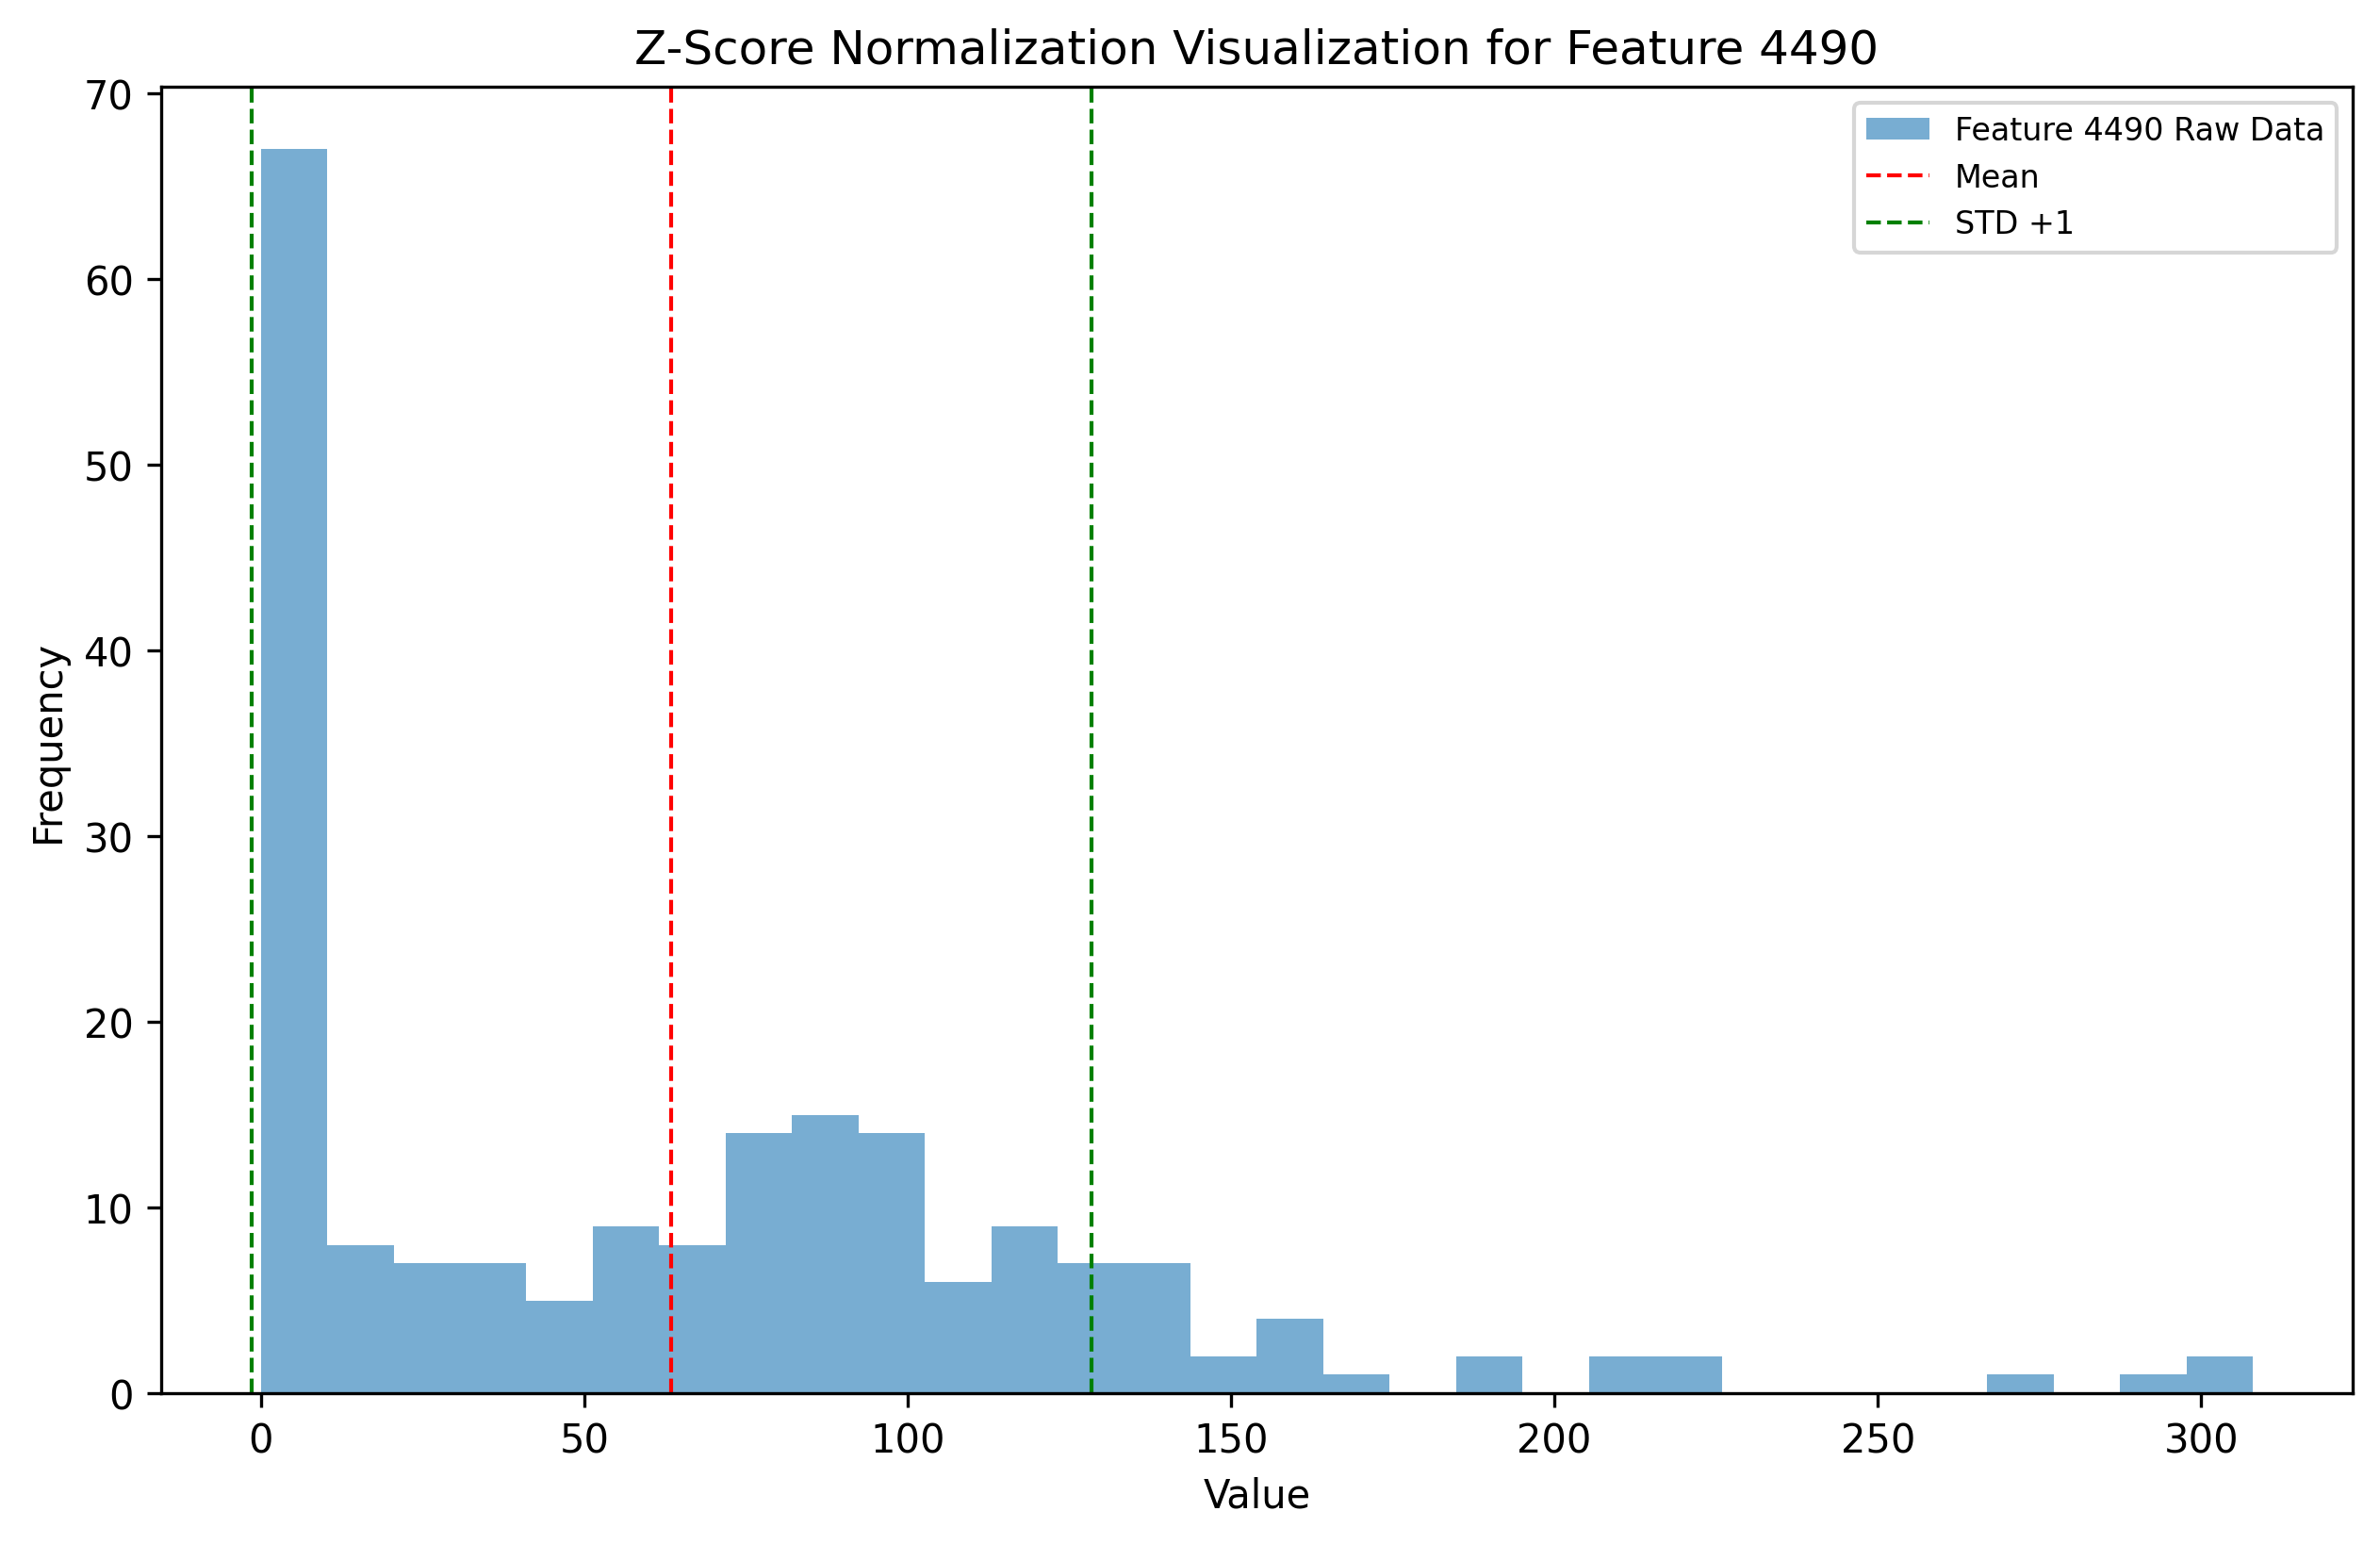 Z-Score Normalization Visualization for Feature 4490
Feature 4490 Raw Data
Mean
STD +1
Frequency
70
60
50
40
30
20
10
0
0 50 100 150 200 250 300
Value